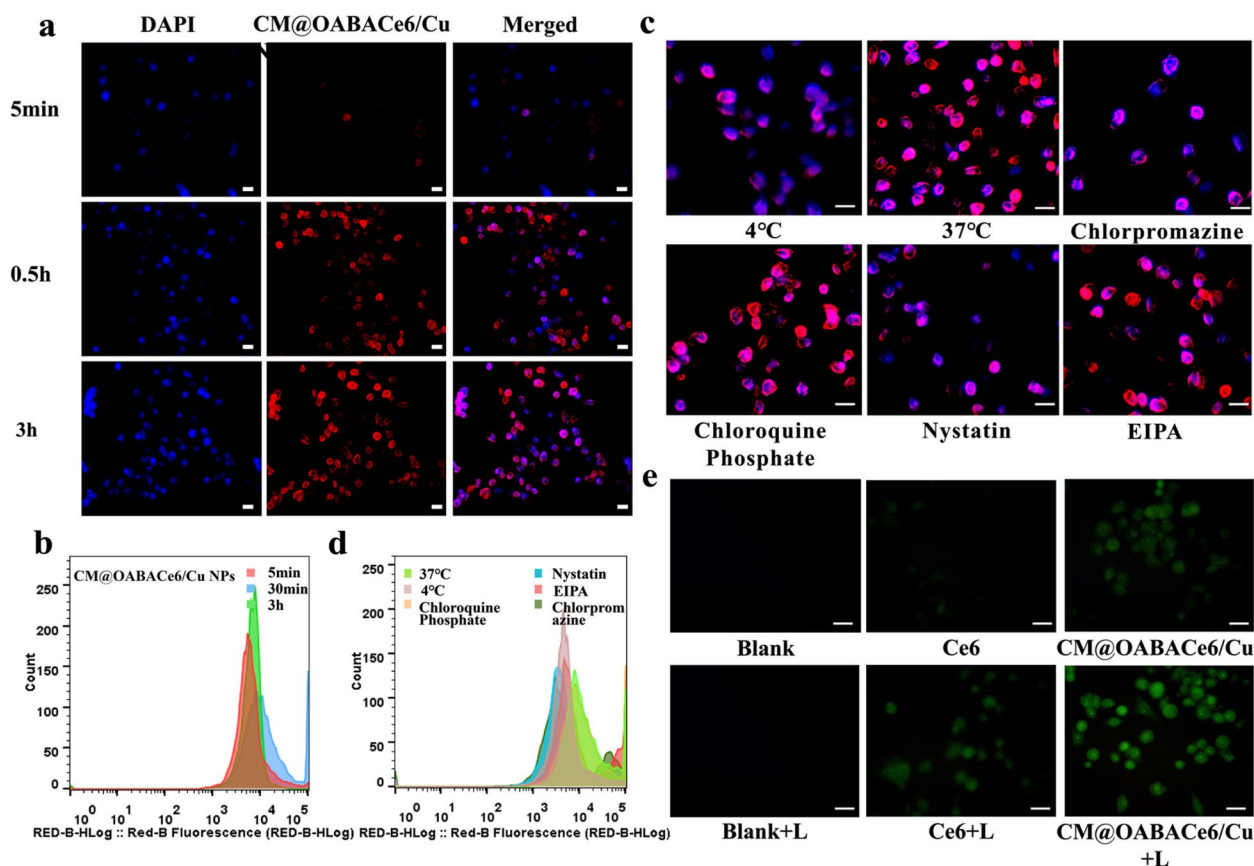 a
DAPI
CM@OABACe6/Cu
Merged
5min
0.5h
3h
b
CM@OABACe6/Cu NPs
5min
30min
3h
Count
250
200
150
100
50
0
10^0
10^1
10^2
10^3
10^4
10^5
RED-B-HLog :: Red-B Fluorescence (RED-B-HLog)
c
4℃
37℃
Chlorpromazine
Chloroquine
Phosphate
Nystatin
EIPA
d
37℃
4℃
Chloroquine
Phosphate
Nystatin
EIPA
Chlorprom
azine
Count
200
150
100
50
0
10^0
10^1
10^2
10^3
10^4
10^5
RED-B-HLog :: Red-B Fluorescence (RED-B-HLog)
e
Blank
Ce6
CM@OABACe6/Cu
Blank+L
Ce6+L
CM@OABACe6/Cu
+L